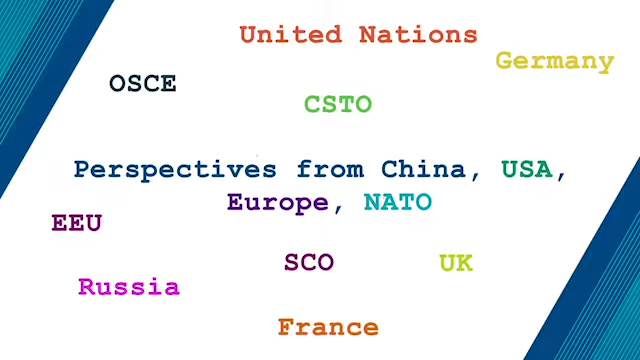 United Nations
Germany
OSCE
CSTO
Perspectives from China, USA,
Europe, NATO
EEU
SCO
UK
Russia
France